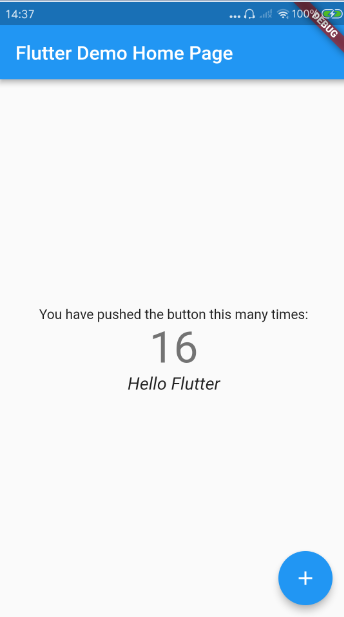 14:37
100%
DEBUG
Flutter Demo Home Page
You have pushed the button this many times:
16
Hello Flutter
+